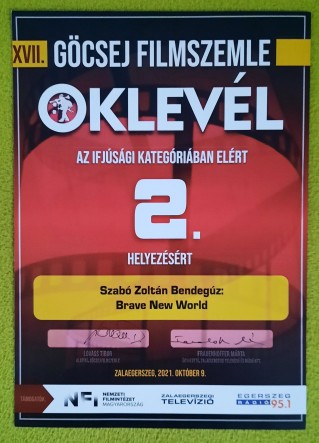 XVII. GÖCSEJ FILMSZEMLE
OKLEVÉL
AZ IFJÚSÁGI KATEGÓRIÁBAN ELÉRT
2.
HELYEZÉSÉRT
Szabó Zoltán Bendegúz:
Brave New World
ZALAEGERSZEG, 2021. OKTÓBER 9.
NFI NEMZETI FILMINTÉZET MAGYARORSZÁG
ZALAEGERSZEGI TELEVÍZIÓ
EGERSZEG RÁDIÓ 95.1